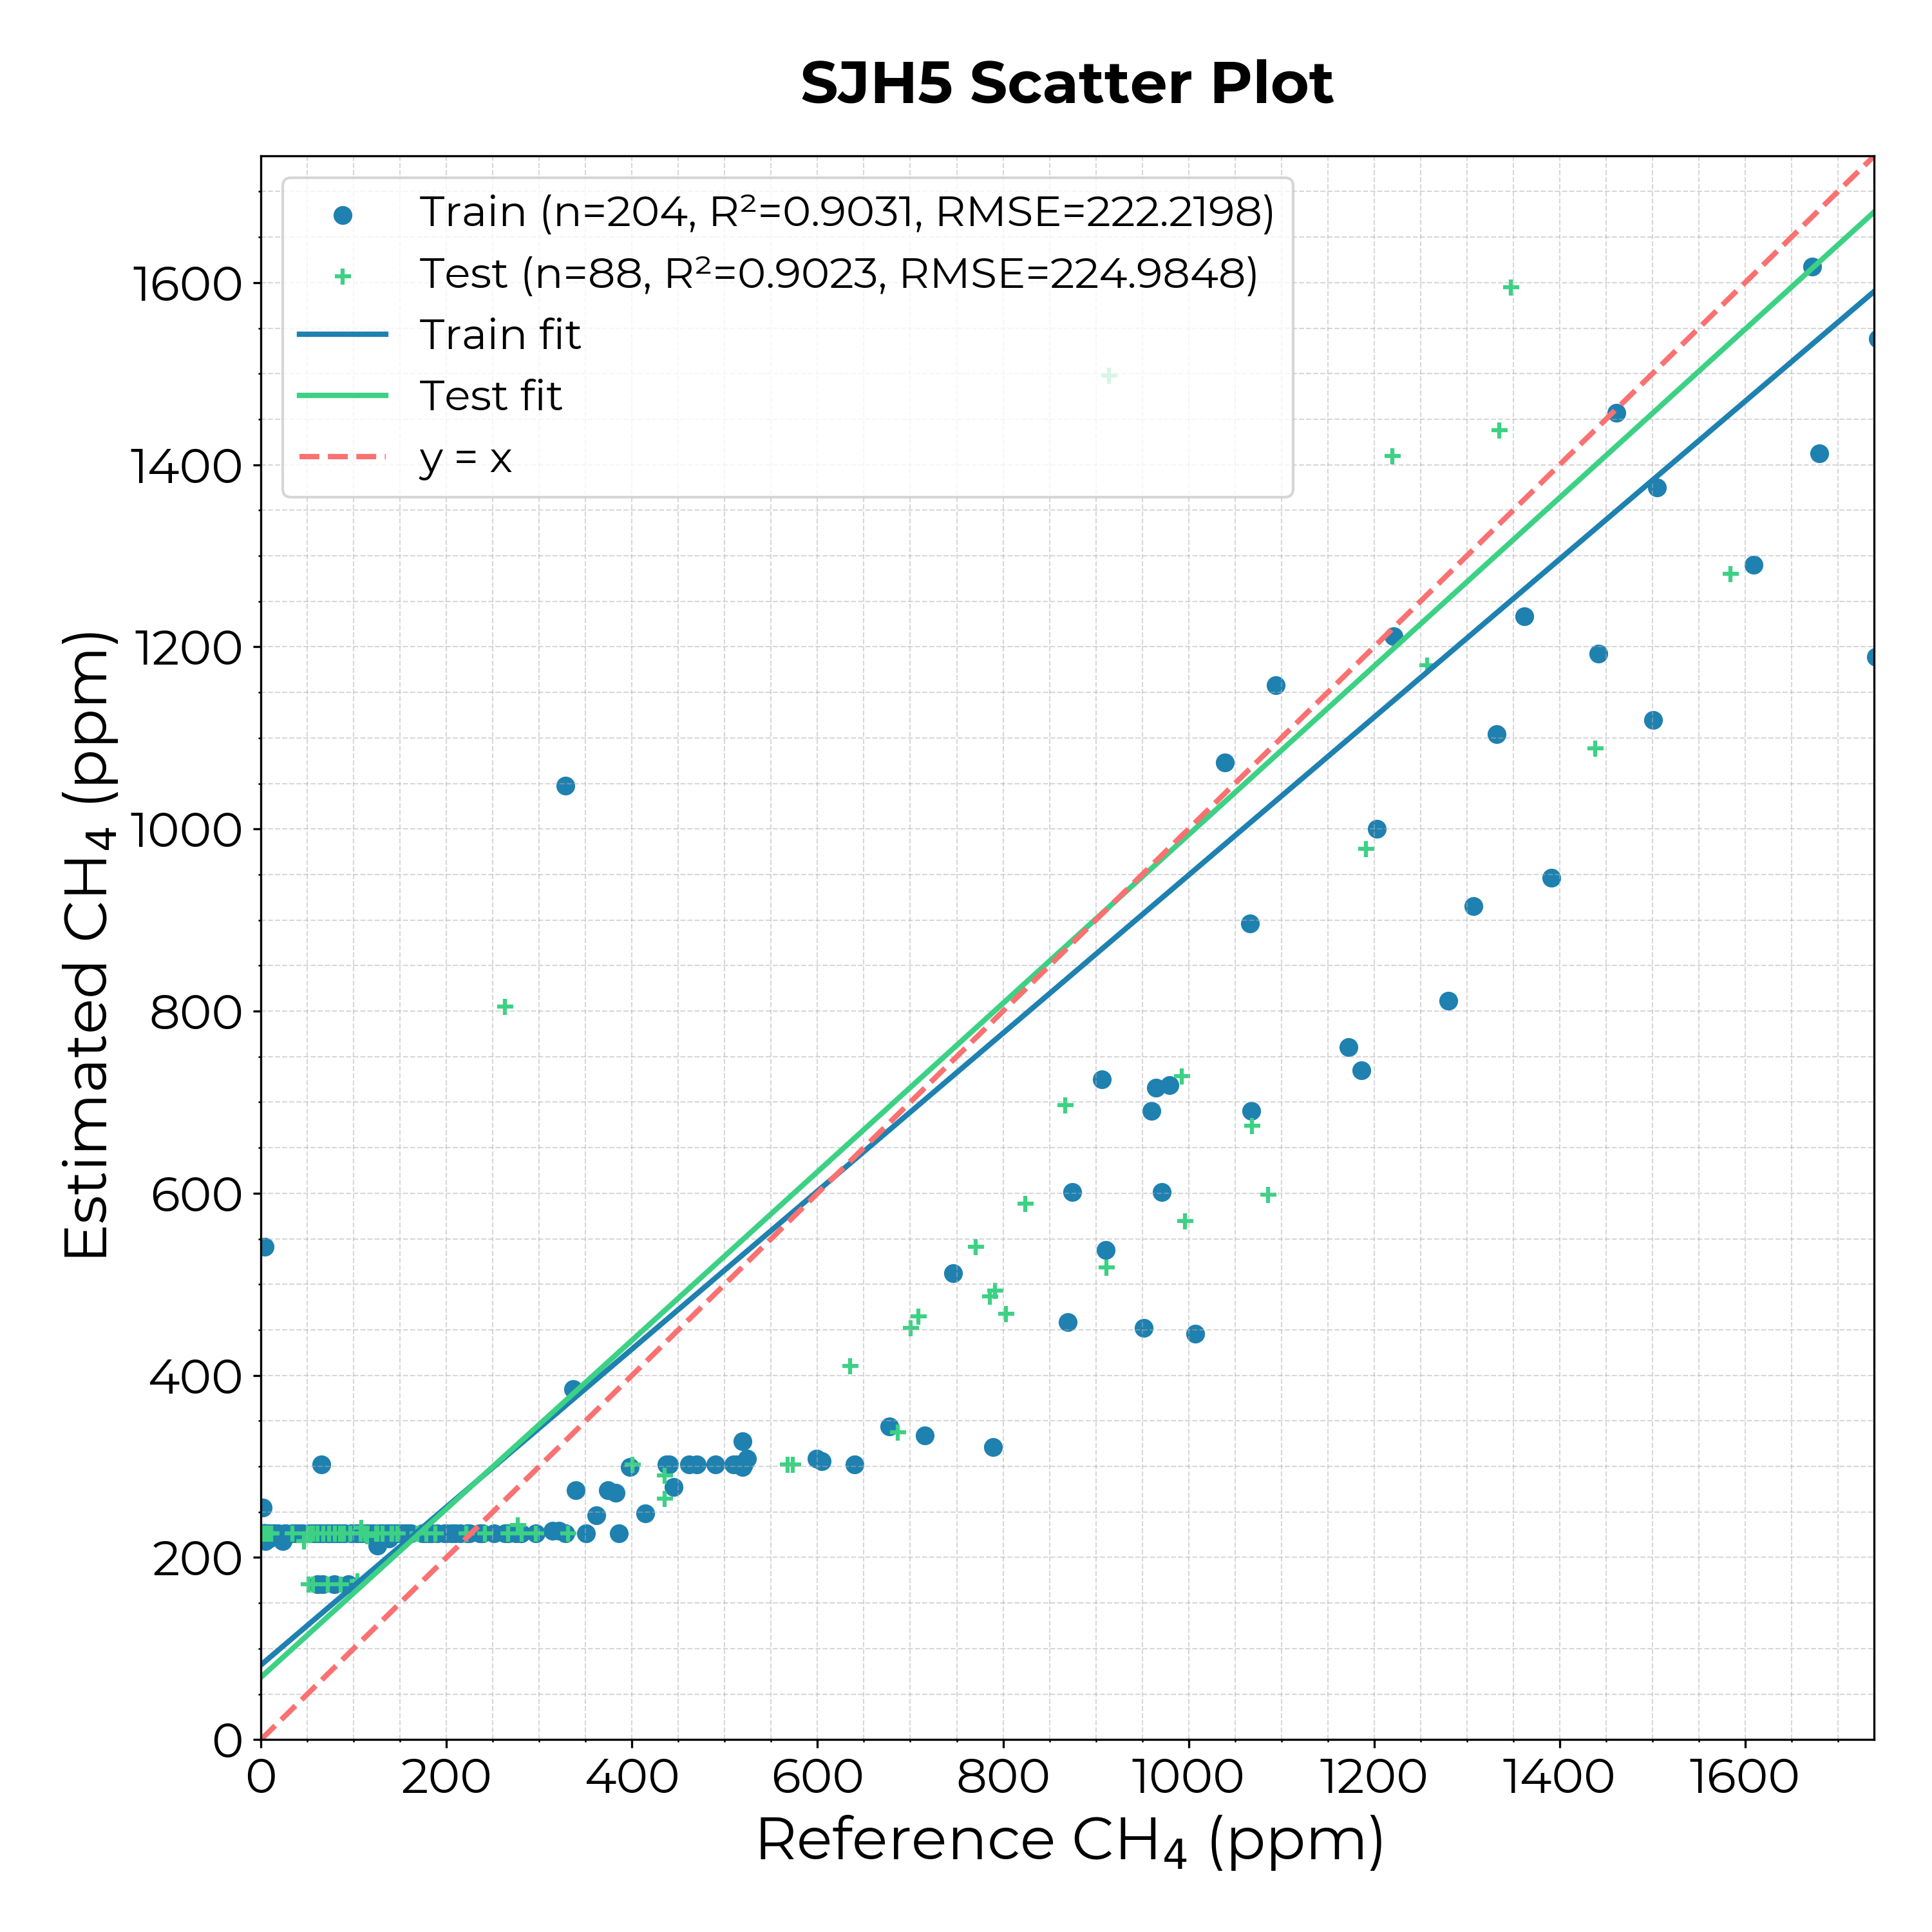 SJH5 Scatter Plot
Train (n=204, R²=0.9031, RMSE=222.2198)
Test (n=88, R²=0.9023, RMSE=224.9848)
Train fit
Test fit
y = x
Estimated CH₄ (ppm)
1600
1400
1200
1000
800
600
400
200
0
0 200 400 600 800 1000 1200 1400 1600
Reference CH₄ (ppm)